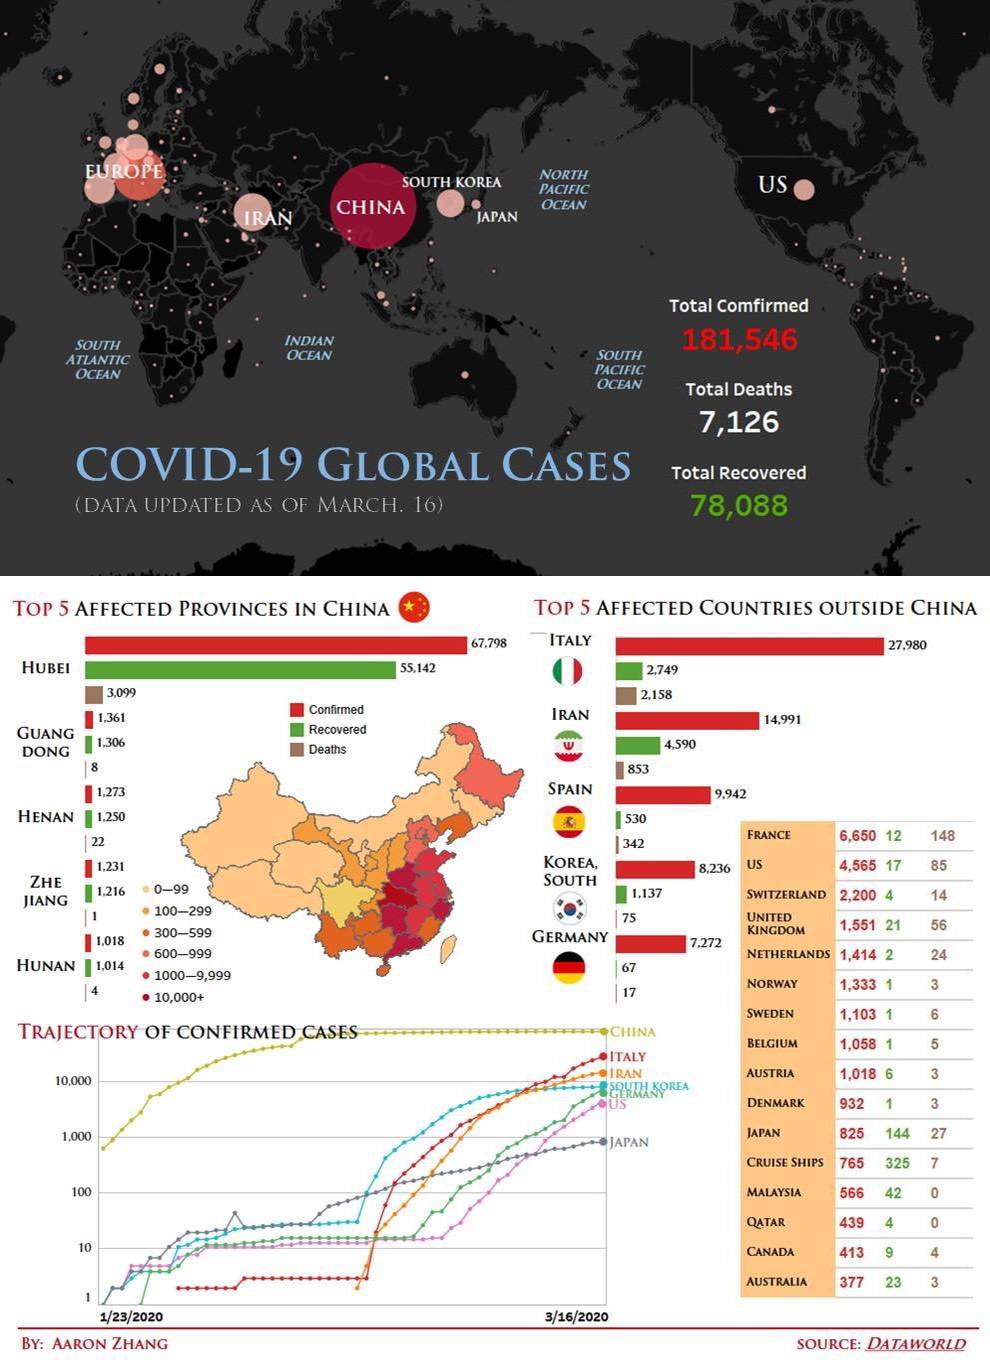 EUROPE
IRAN
CHINA
SOUTH KOREA
JAPAN
NORTH
PACIFIC
OCEAN
US
SOUTH
ATLANTIC
OCEAN
INDIAN
OCEAN
SOUTH
PACIFIC
OCEAN
Total Comfirmed
181,546
Total Deaths
7,126
Total Recovered
78,088
COVID-19 GLOBAL CASES
(DATA UPDATED AS OF MARCH. 16)
TOP 5 AFFECTED PROVINCES IN CHINA
HUBEI
67.798
55,142
3,099
GUANG
DONG
1,361
1,306
8
HENAN
1,273
1,250
22
ZHE
JIANG
1,231
1,216
1
HUNAN
1,018
1,014
4
Confirmed
Recovered
Deaths
0—99
100—299
300—599
600—999
1000—9,999
10,000+
TOP 5 AFFECTED COUNTRIES OUTSIDE CHINA
ITALY
27,980
2,749
2,158
IRAN
14,991
4,590
853
SPAIN
9,942
530
342
KOREA,
SOUTH
8,236
1,137
75
GERMANY
7,272
67
17
FRANCE 6,650 12 148
US 4,565 17 85
SWITZERLAND 2,200 4 14
UNITED
KINGDOM 1,551 21 56
NETHERLANDS 1,414 2 24
NORWAY 1,333 1 3
SWEDEN 1,103 1 6
BELGIUM 1,058 1 5
AUSTRIA 1,018 6 3
DENMARK 932 1 3
JAPAN 825 144 27
CRUISE SHIPS 765 325 7
MALAYSIA 566 42 0
QATAR 439 4 0
CANADA 413 9 4
AUSTRALIA 377 23 3
TRAJECTORY OF CONFIRMED CASES
10,000
1,000
100
10
1
CHINA
ITALY
IRAN
SOUTH KOREA
GERMANY
US
JAPAN
1/23/2020
3/16/2020
BY: AARON ZHANG
SOURCE: DATAWORLD